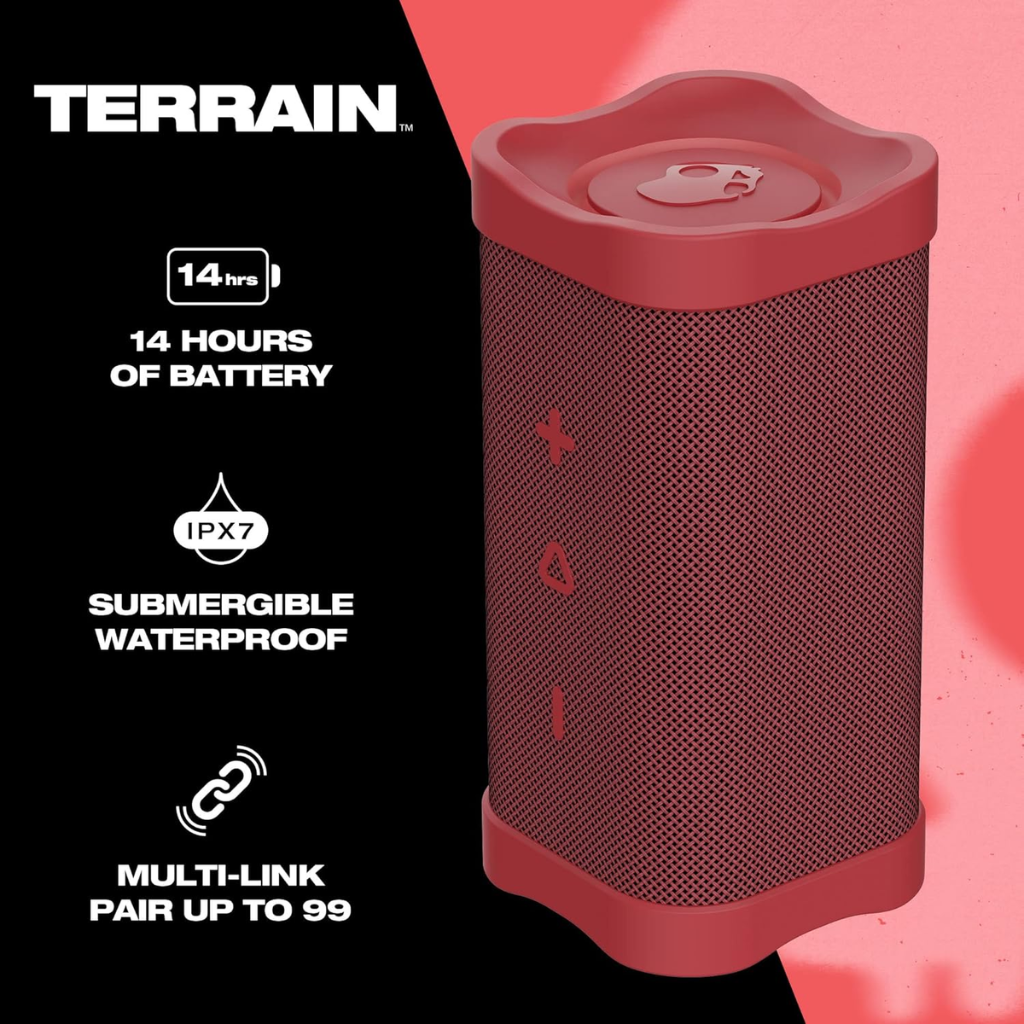 TERRAIN™
14hrs
14 HOURS
OF BATTERY
IPX7
SUBMERGIBLE
WATERPROOF
MULTI-LINK
PAIR UP TO 99